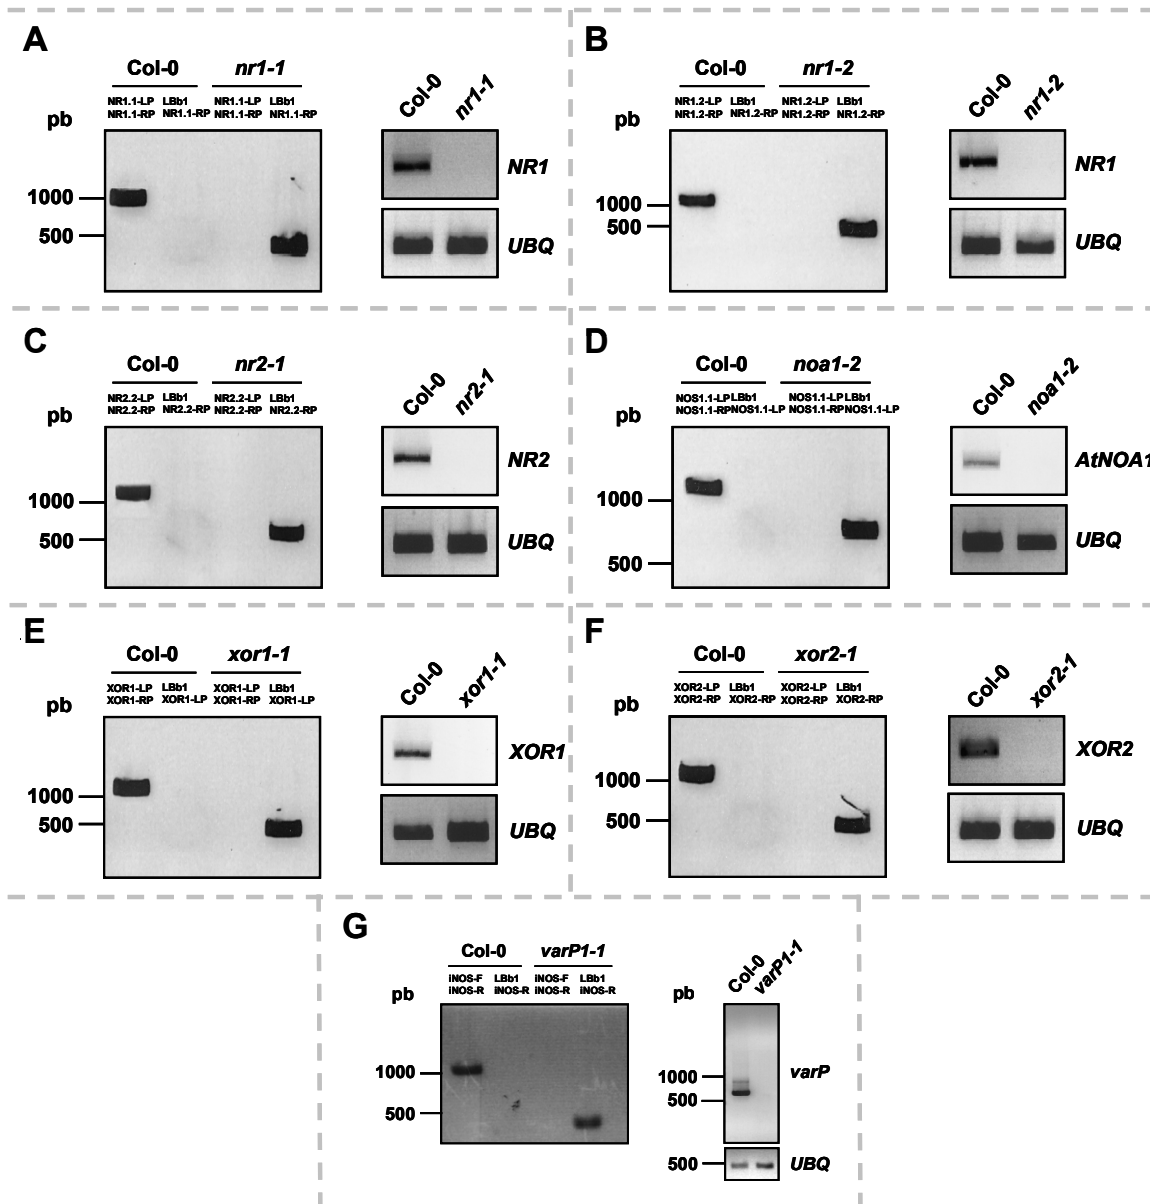 A
Col-0 nr1-1
NR1.1-LP LBb1 NR1.1-LP LBb1
NR1.1-RP NR1.1-RP NR1.1-RP NR1.1-RP
pb
1000
500
Col-0 nr1-1
NR1
UBQ
B
Col-0 nr1-2
NR1.2-LP LBb1 NR1.2-LP LBb1
NR1.2-RP NR1.2-RP NR1.2-RP NR1.2-RP
pb
1000
500
Col-0 nr1-2
NR1
UBQ
C
Col-0 nr2-1
NR2.2-LP LBb1 NR2.2-LP LBb1
NR2.2-RP NR2.2-RP NR2.2-RP NR2.2-RP
pb
1000
500
Col-0 nr2-1
NR2
UBQ
D
Col-0 noa1-2
NOS1.1-LP LBb1 NOS1.1-LP LBb1
NOS1.1-RP NOS1.1-LP NOS1.1-RP NOS1.1-LP
pb
1000
500
Col-0 noa1-2
AtNOA1
UBQ
E
Col-0 xor1-1
XOR1-LP LBb1 XOR1-LP LBb1
XOR1-RP XOR1-LP XOR1-RP XOR1-LP
pb
1000
500
Col-0 xor1-1
XOR1
UBQ
F
Col-0 xor2-1
XOR2-LP LBb1 XOR2-LP LBb1
XOR2-RP XOR2-RP XOR2-RP XOR2-RP
pb
1000
500
Col-0 xor2-1
XOR2
UBQ
G
Col-0 varP1-1
iNOS-F LBb1 iNOS-F LBb1
iNOS-R iNOS-R iNOS-R iNOS-R
pb
1000
500
Col-0 varP1-1
pb
1000
500
varP
500
UBQ